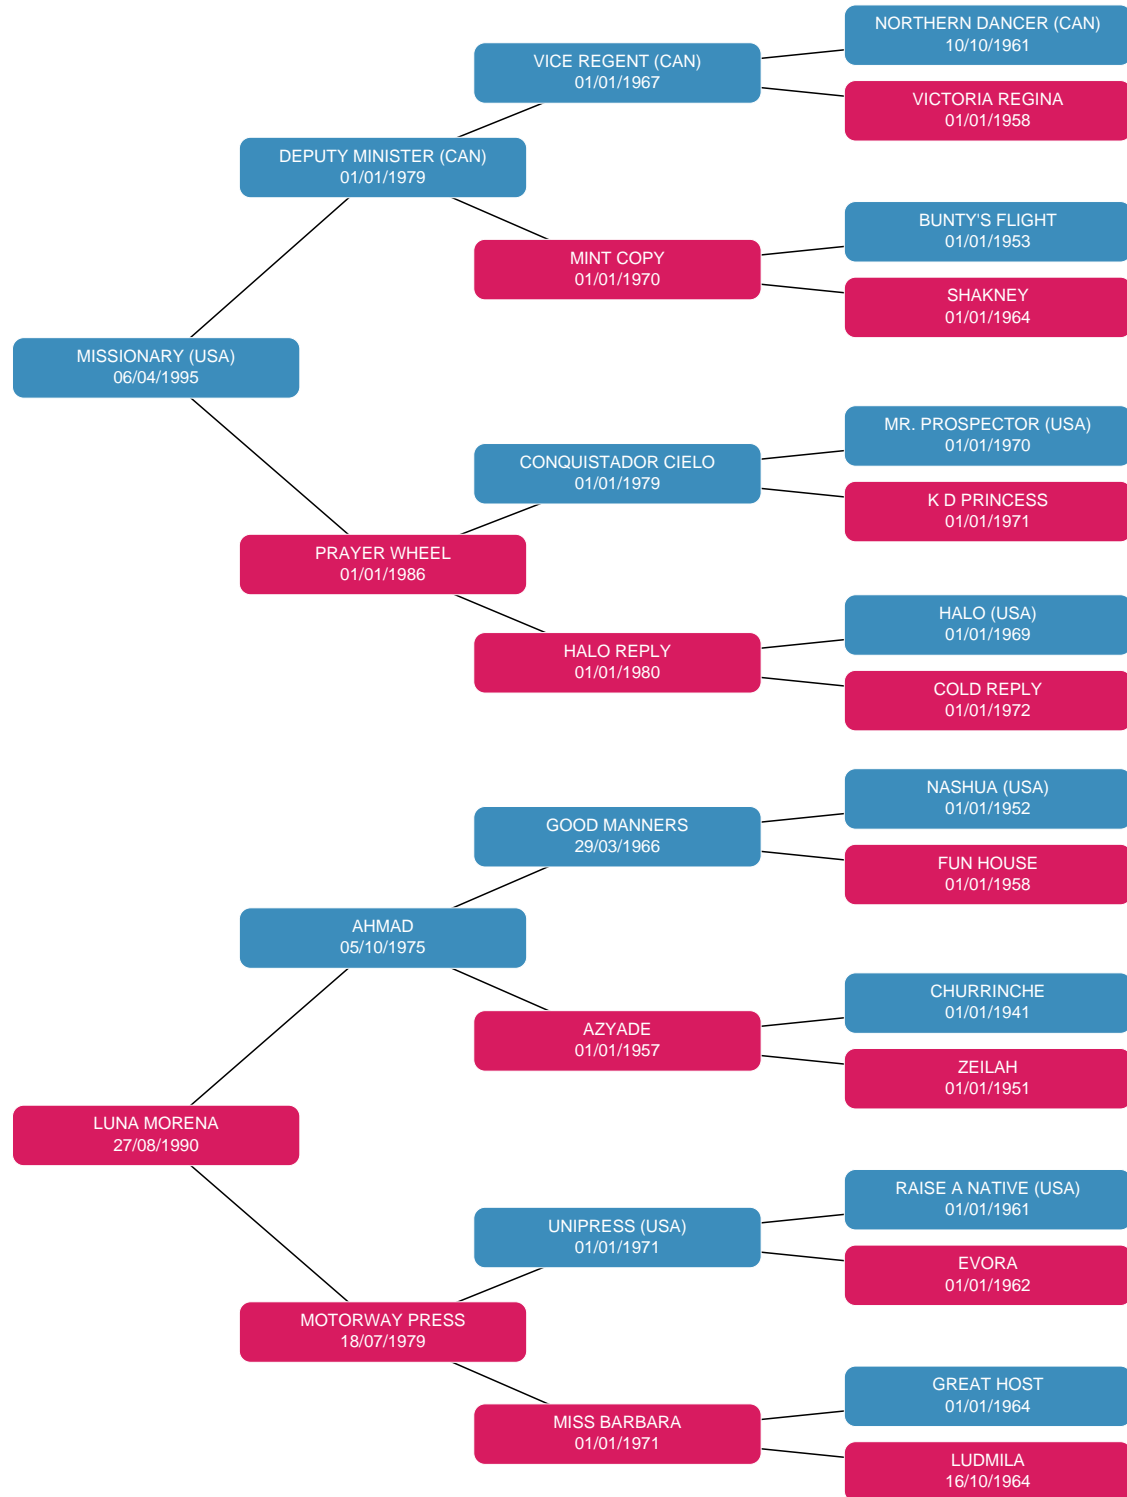 NORTHERN DANCER (CAN)
10/10/1961
VICE REGENT (CAN)
01/01/1967
VICTORIA REGINA
01/01/1958
DEPUTY MINISTER (CAN)
01/01/1979
BUNTY'S FLIGHT
01/01/1953
MINT COPY
01/01/1970
SHAKNEY
01/01/1964
MISSIONARY (USA)
06/04/1995
MR. PROSPECTOR (USA)
01/01/1970
CONQUISTADOR CIELO
01/01/1979
K D PRINCESS
01/01/1971
PRAYER WHEEL
01/01/1986
HALO (USA)
01/01/1969
HALO REPLY
01/01/1980
COLD REPLY
01/01/1972
NASHUA (USA)
01/01/1952
GOOD MANNERS
29/03/1966
FUN HOUSE
01/01/1958
AHMAD
05/10/1975
CHURRINCHE
01/01/1941
AZYADE
01/01/1957
ZEILAH
01/01/1951
LUNA MORENA
27/08/1990
RAISE A NATIVE (USA)
01/01/1961
UNIPRESS (USA)
01/01/1971
EVORA
01/01/1962
MOTORWAY PRESS
18/07/1979
GREAT HOST
01/01/1964
MISS BARBARA
01/01/1971
LUDMILA
16/10/1964